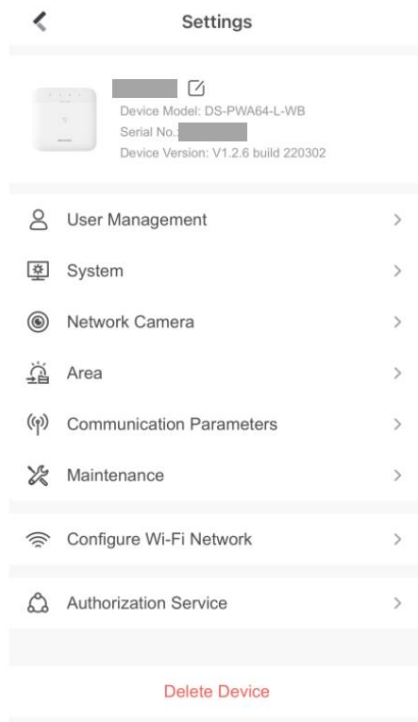 Settings
Device Model: DS-PWA64-L-WB
Serial No.:
Device Version: V1.2.6 build 220302
User Management
System
Network Camera
Area
Communication Parameters
Maintenance
Configure Wi-Fi Network
Authorization Service
Delete Device